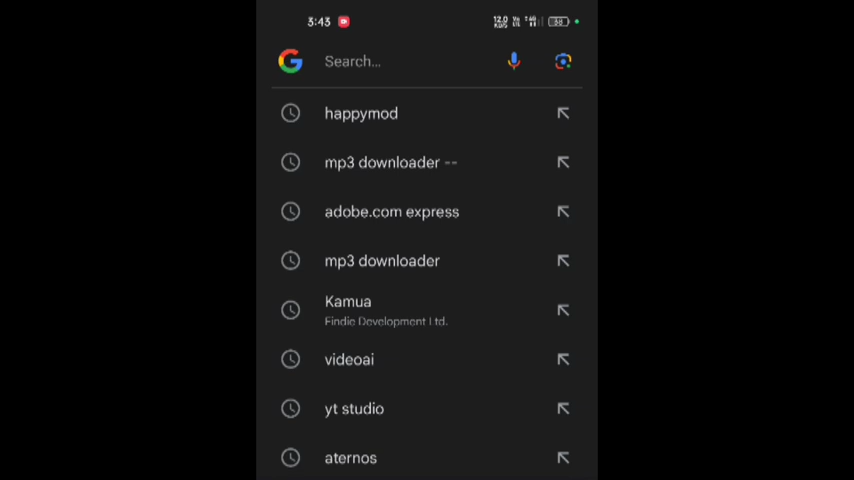 3:43
Search...
happymod
mp3 downloader --
adobe.com express
mp3 downloader
Kamua
Findie Development Ltd.
videoai
yt studio
aternos